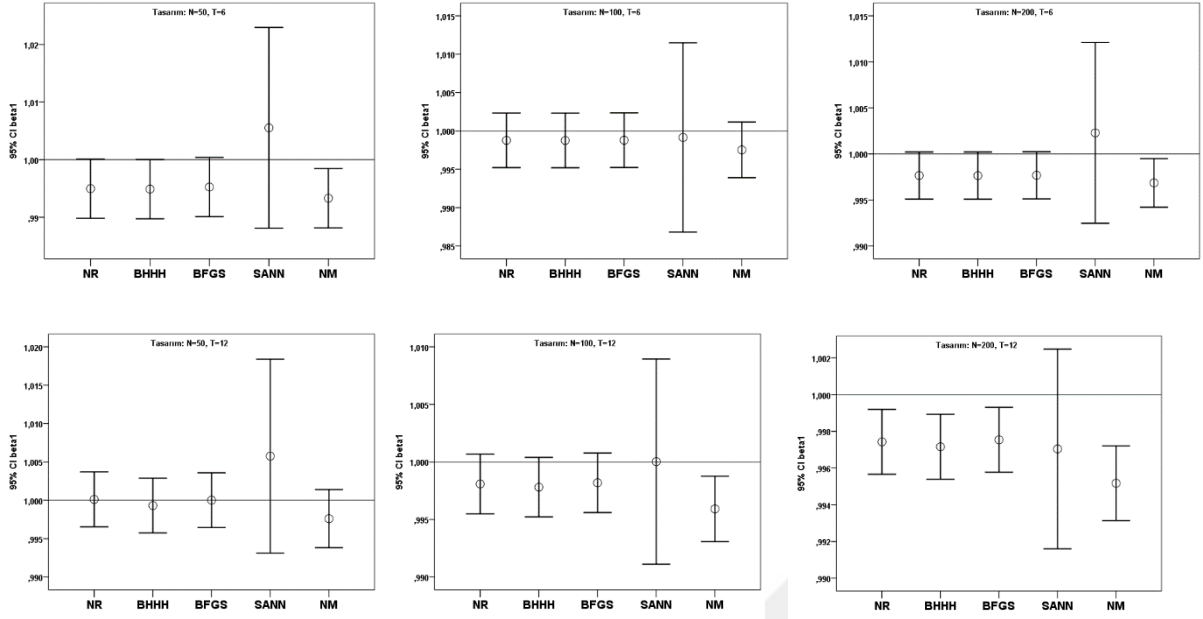 Tasarım: N=50, T=6
95% CI beta1
1,02
1,01
1,00
,99
NR BHHH BFGS SANN NM
Tasarım: N=100, T=6
95% CI beta1
1,015
1,010
1,005
1,000
,995
,990
,985
NR BHHH BFGS SANN NM
Tasarım: N=200, T=6
95% CI beta1
1,015
1,010
1,005
1,000
,995
,990
NR BHHH BFGS SANN NM
Tasarım: N=50, T=12
95% CI beta1
1,020
1,015
1,010
1,005
1,000
,995
,990
NR BHHH BFGS SANN NM
Tasarım: N=100, T=12
95% CI beta1
1,010
1,005
1,000
,995
,990
NR BHHH BFGS SANN NM
Tasarım: N=200, T=12
95% CI beta1
1,002
1,000
,998
,996
,994
,992
,990
NR BHHH BFGS SANN NM